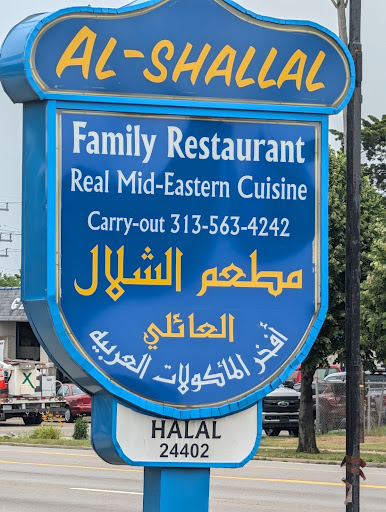 AL-SHALLAL
Family Restaurant
Real Mid-Eastern Cuisine
Carry-out 313-563-4242
مطعم الشلال
العائلي
أفخر المأكولات العربيه
HALAL
24402
X